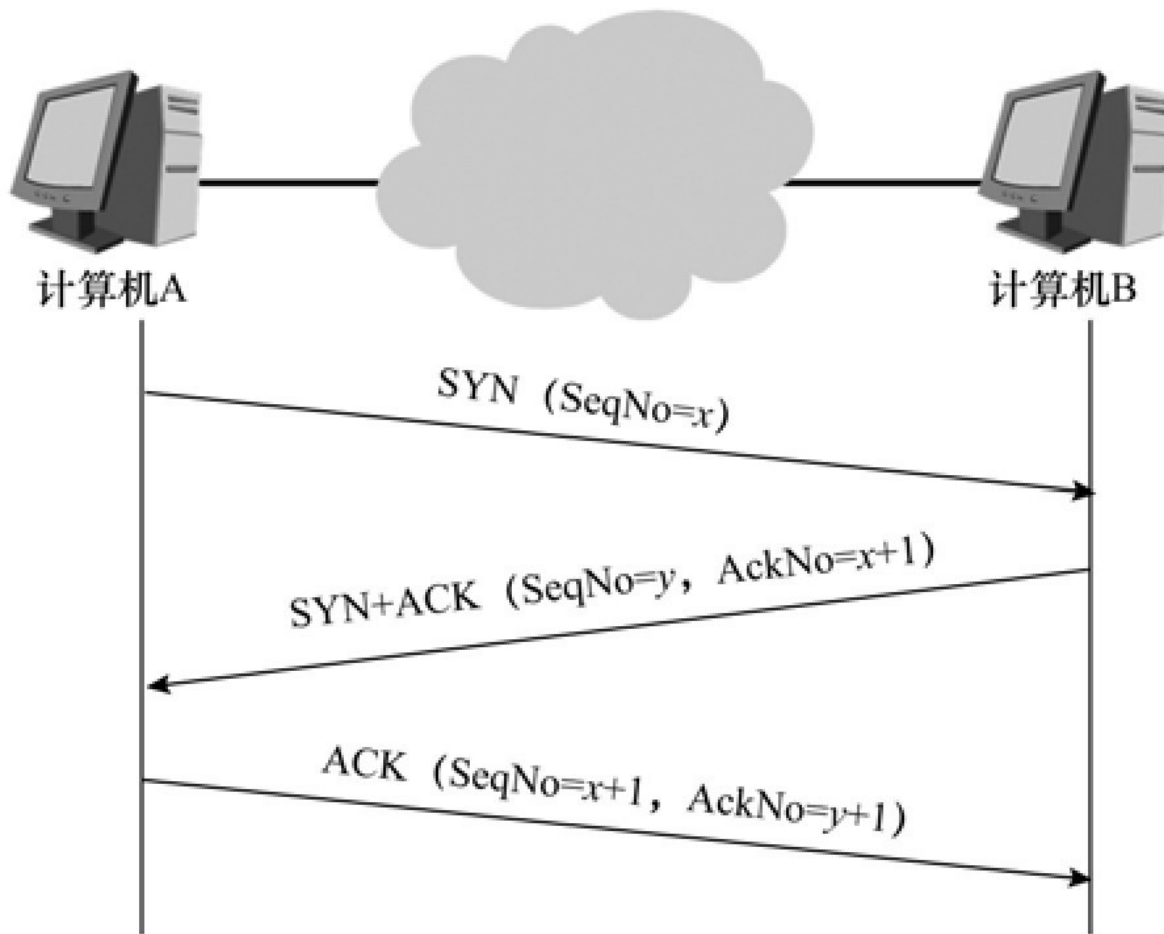 计算机A
计算机B
SYN（SeqNo=x）
SYN+ACK（SeqNo=y，AckNo=x+1）
ACK（SeqNo=x+1，AckNo=y+1）